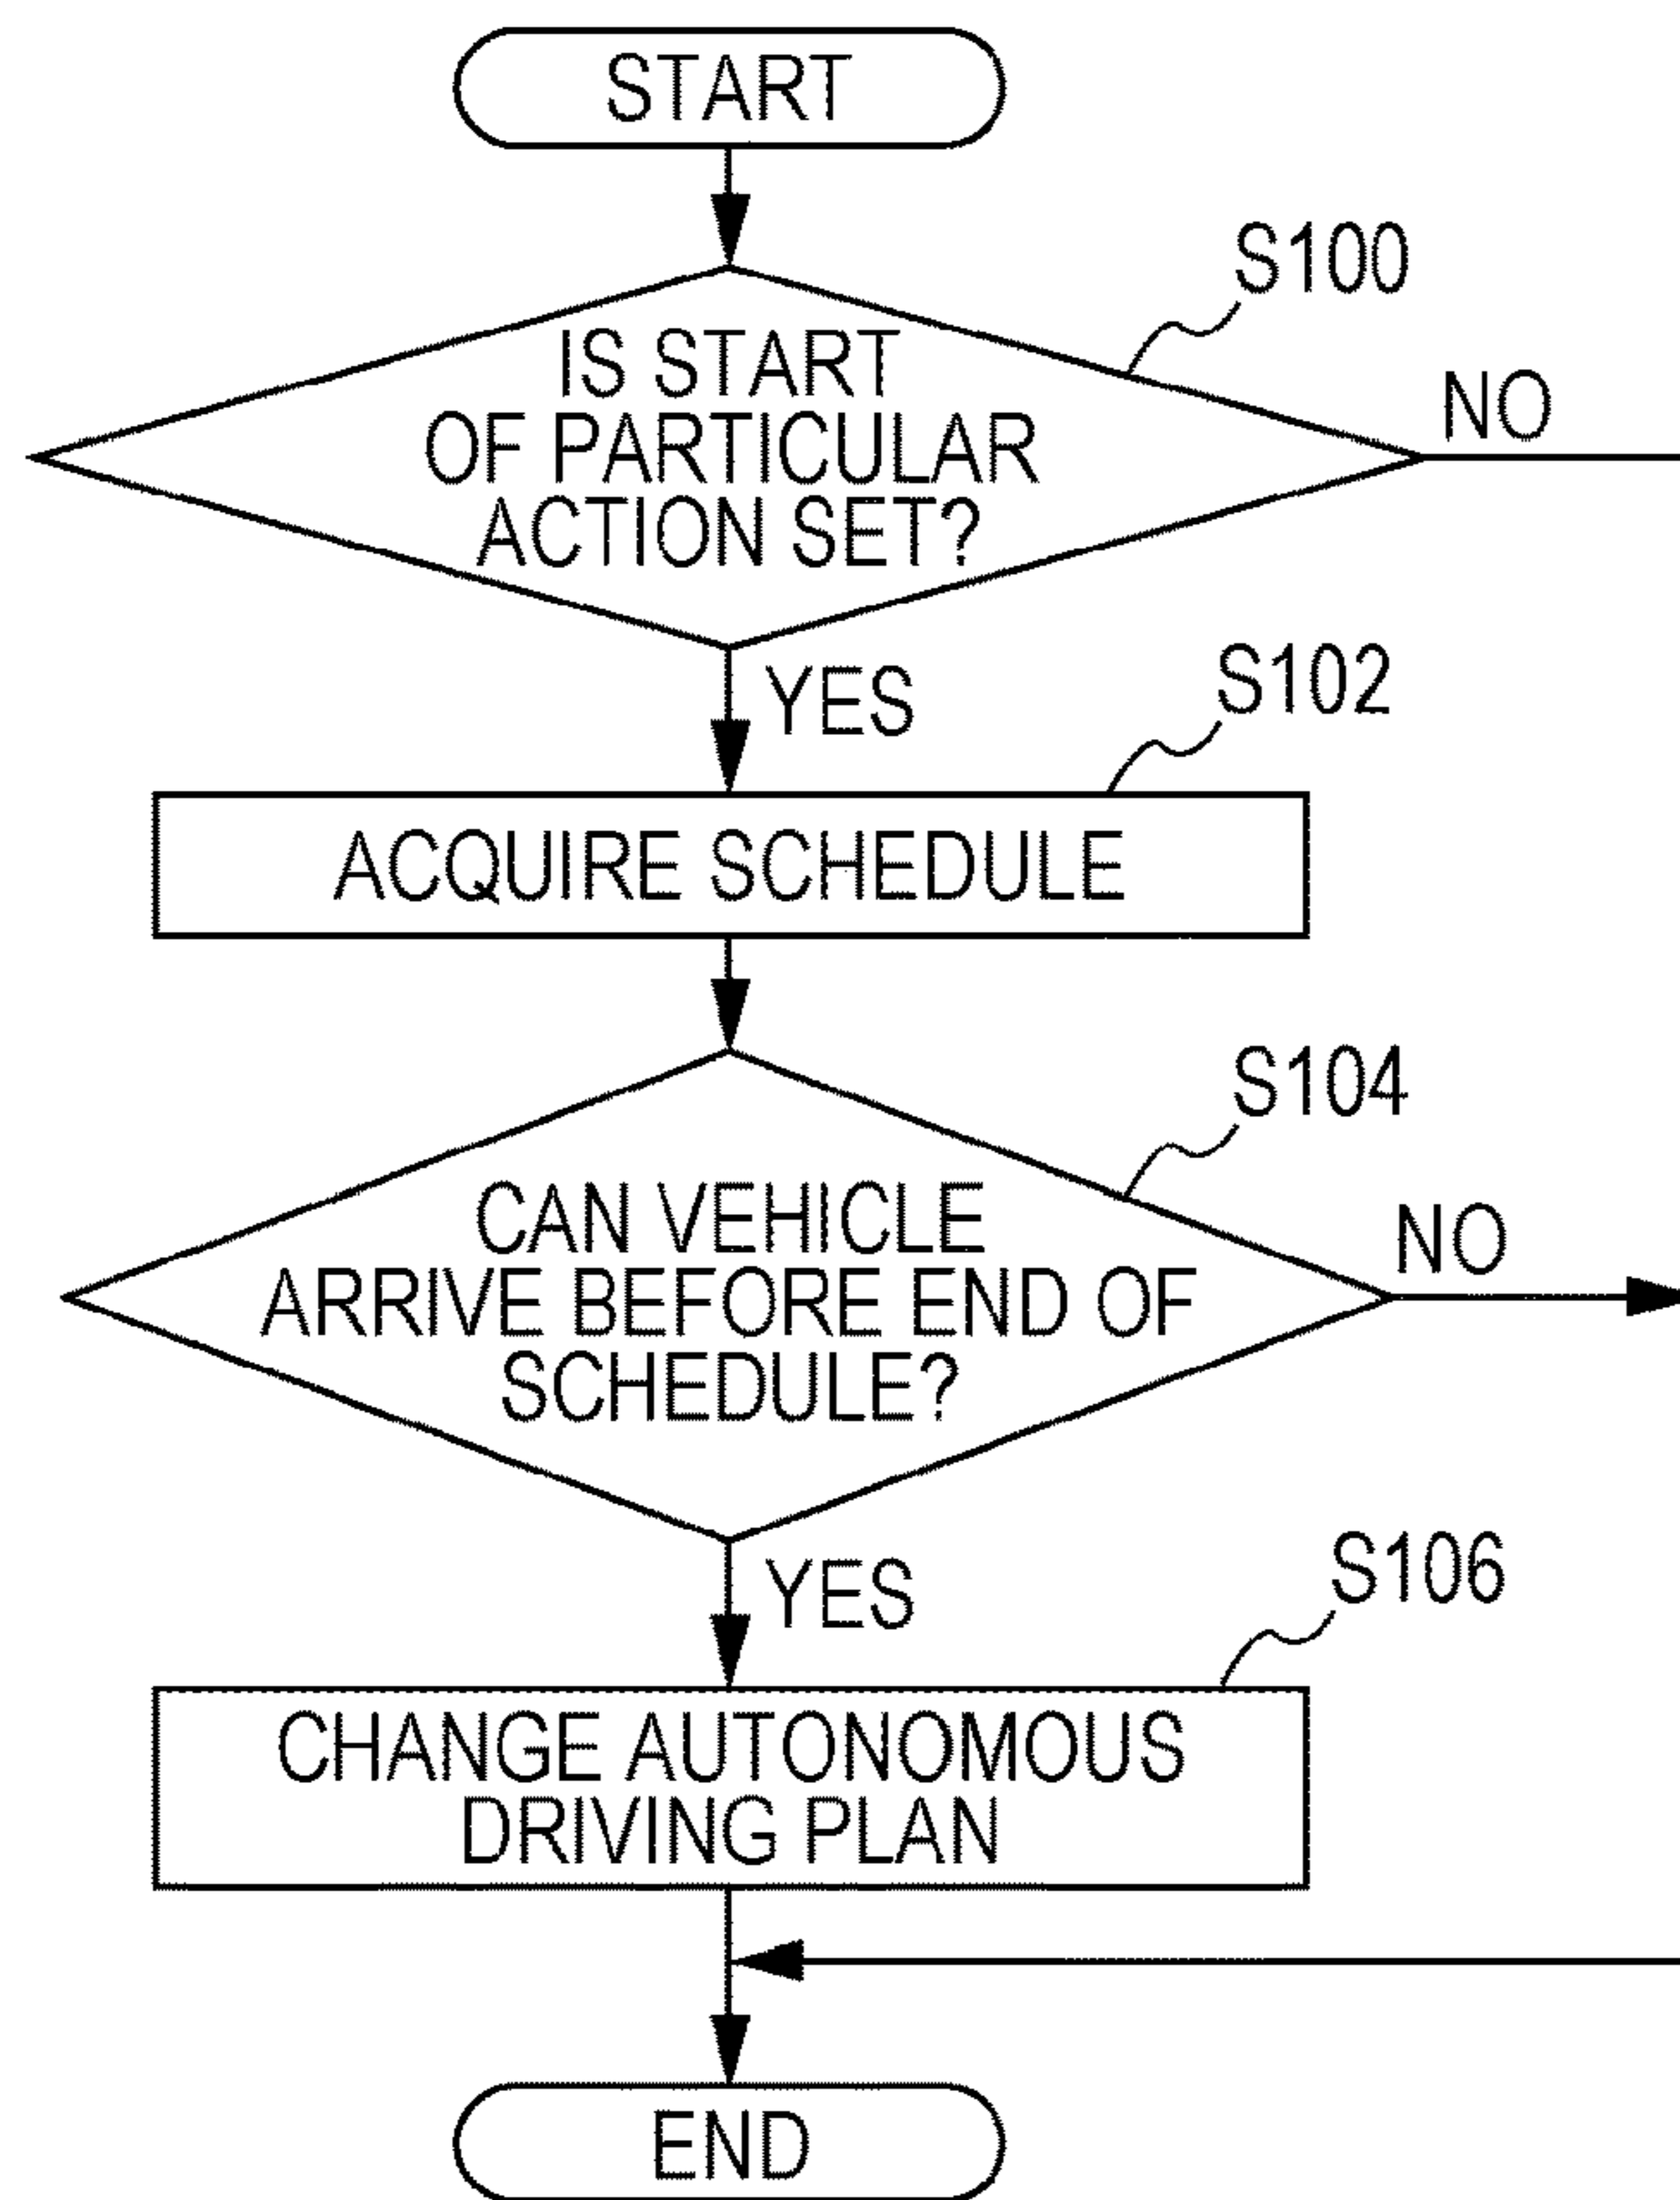 START
S100
IS START
OF PARTICULAR
ACTION SET?
NO
YES
S102
ACQUIRE SCHEDULE
S104
CAN VEHICLE
ARRIVE BEFORE END OF
SCHEDULE?
NO
YES
S106
CHANGE AUTONOMOUS
DRIVING PLAN
END